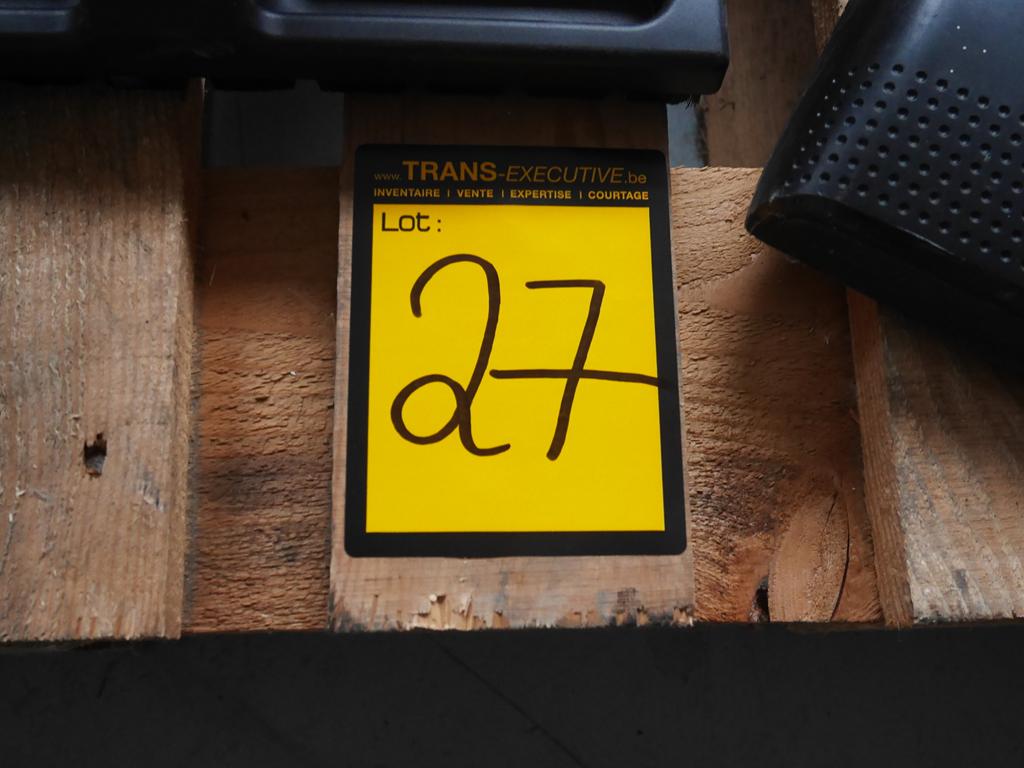 www.TRANS-EXECUTIVE.be
INVENTAIRE | VENTE | EXPERTISE | COURTAGE
Lot :
27